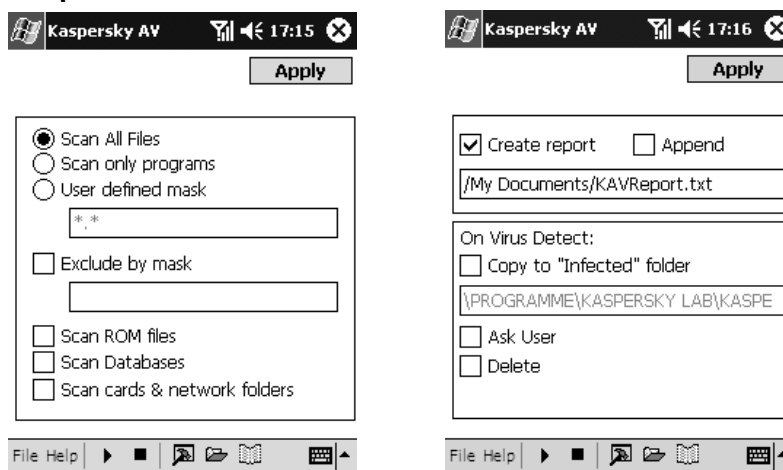 Kaspersky AV 17:15
Apply
Scan All Files
Scan only programs
User defined mask
*.*
Exclude by mask
Scan ROM files
Scan Databases
Scan cards & network folders
File Help
Kaspersky AV 17:16
Apply
Create report Append
/My Documents/KAVReport.txt
On Virus Detect:
Copy to "Infected" folder
\PROGRAMME\KASPERSKY LAB\KASPE
Ask User
Delete
File Help